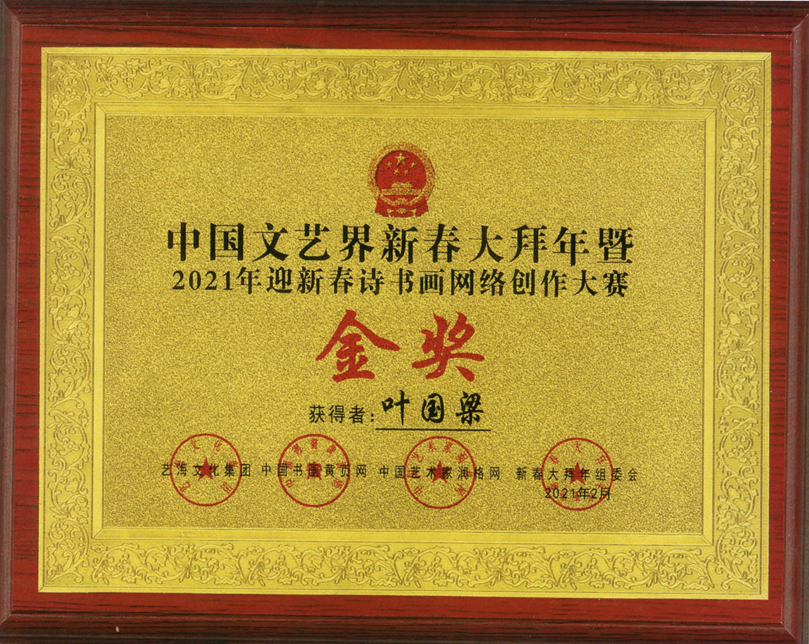 中国文艺界新春大拜年暨
2021年迎新春诗书画网络创作大赛
金奖
获得者：叶国梁
艺海文化集团 中国书画黄页网 中国艺术家润格网 新春大拜年组委会
2021年2月